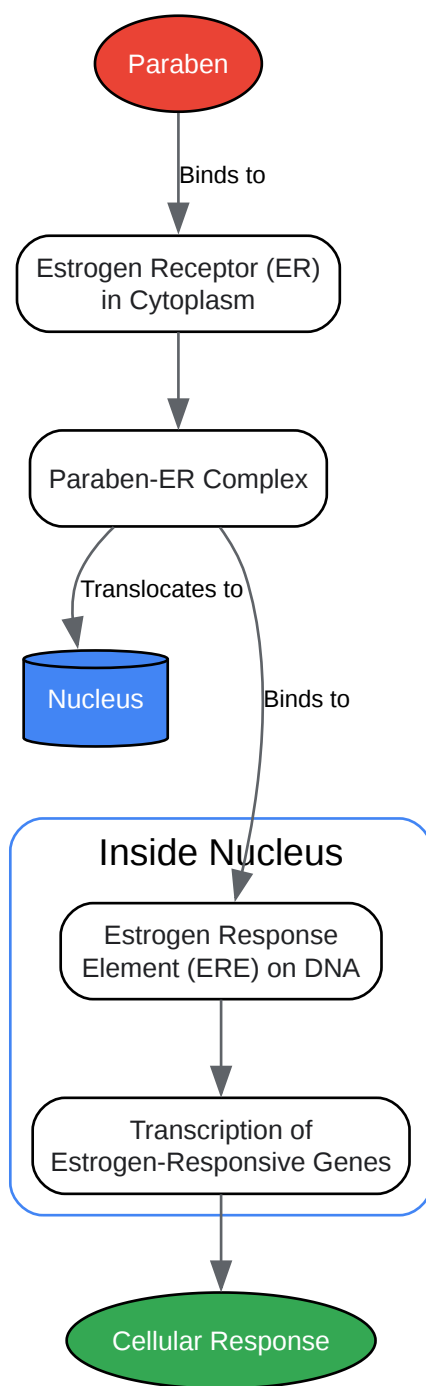 Paraben
Binds to
Estrogen Receptor (ER)
in Cytoplasm
Paraben-ER Complex
Translocates to
Nucleus
Binds to
Inside Nucleus
Estrogen Response
Element (ERE) on DNA
Transcription of
Estrogen-Responsive Genes
Cellular Response